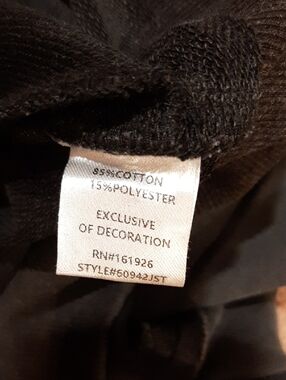 85%COTTON
15%POLYESTER
EXCLUSIVE
OF DECORATION
RN#161926
STYLE#60942JST